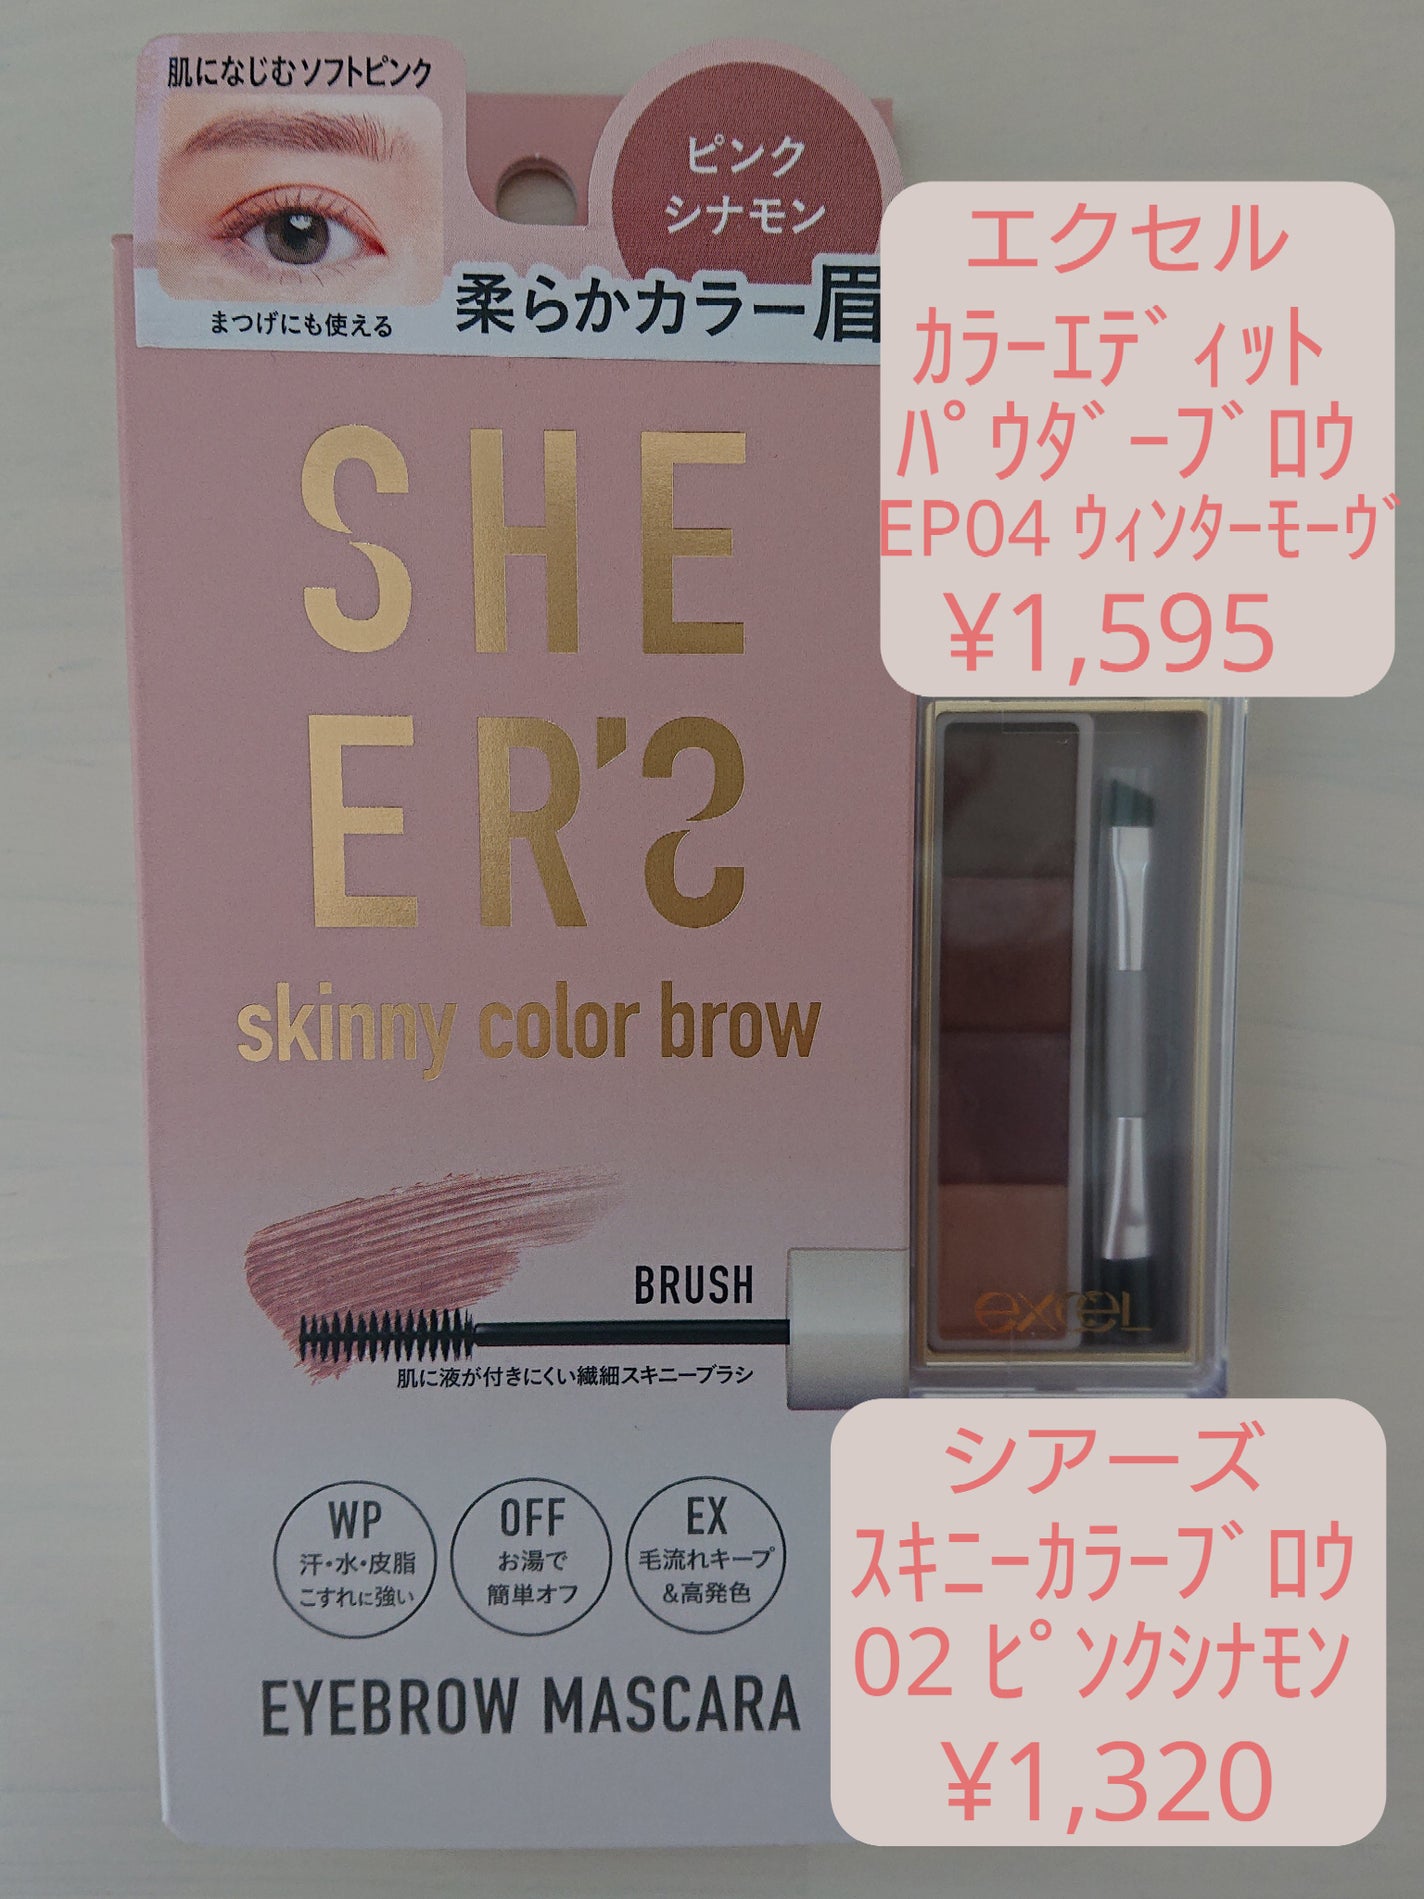 肌になじむソフトピンク
まつげにも使える
ピンク
シナモン
柔らかカラー眉
SHE
ER'S
skinny color brow
BRUSH
肌に液が付きにくい繊細スキニーブラシ
WP
汗・水・皮脂
こすれに強い
OFF
お湯で
簡単オフ
EX
毛流れキープ
&高発色
EYEBROW MASCARA
エクセル
ｶﾗｰｴﾃﾞｨｯﾄ
ﾊﾟｳﾀﾞｰﾌﾞﾛｳ
EP04 ｳｨﾝﾀｰﾓｰｳﾞ
¥1,595
excel
シアーズ
ｽｷﾆｰｶﾗｰﾌﾞﾛｳ
02 ﾋﾟﾝｸｼﾅﾓﾝ
¥1,320